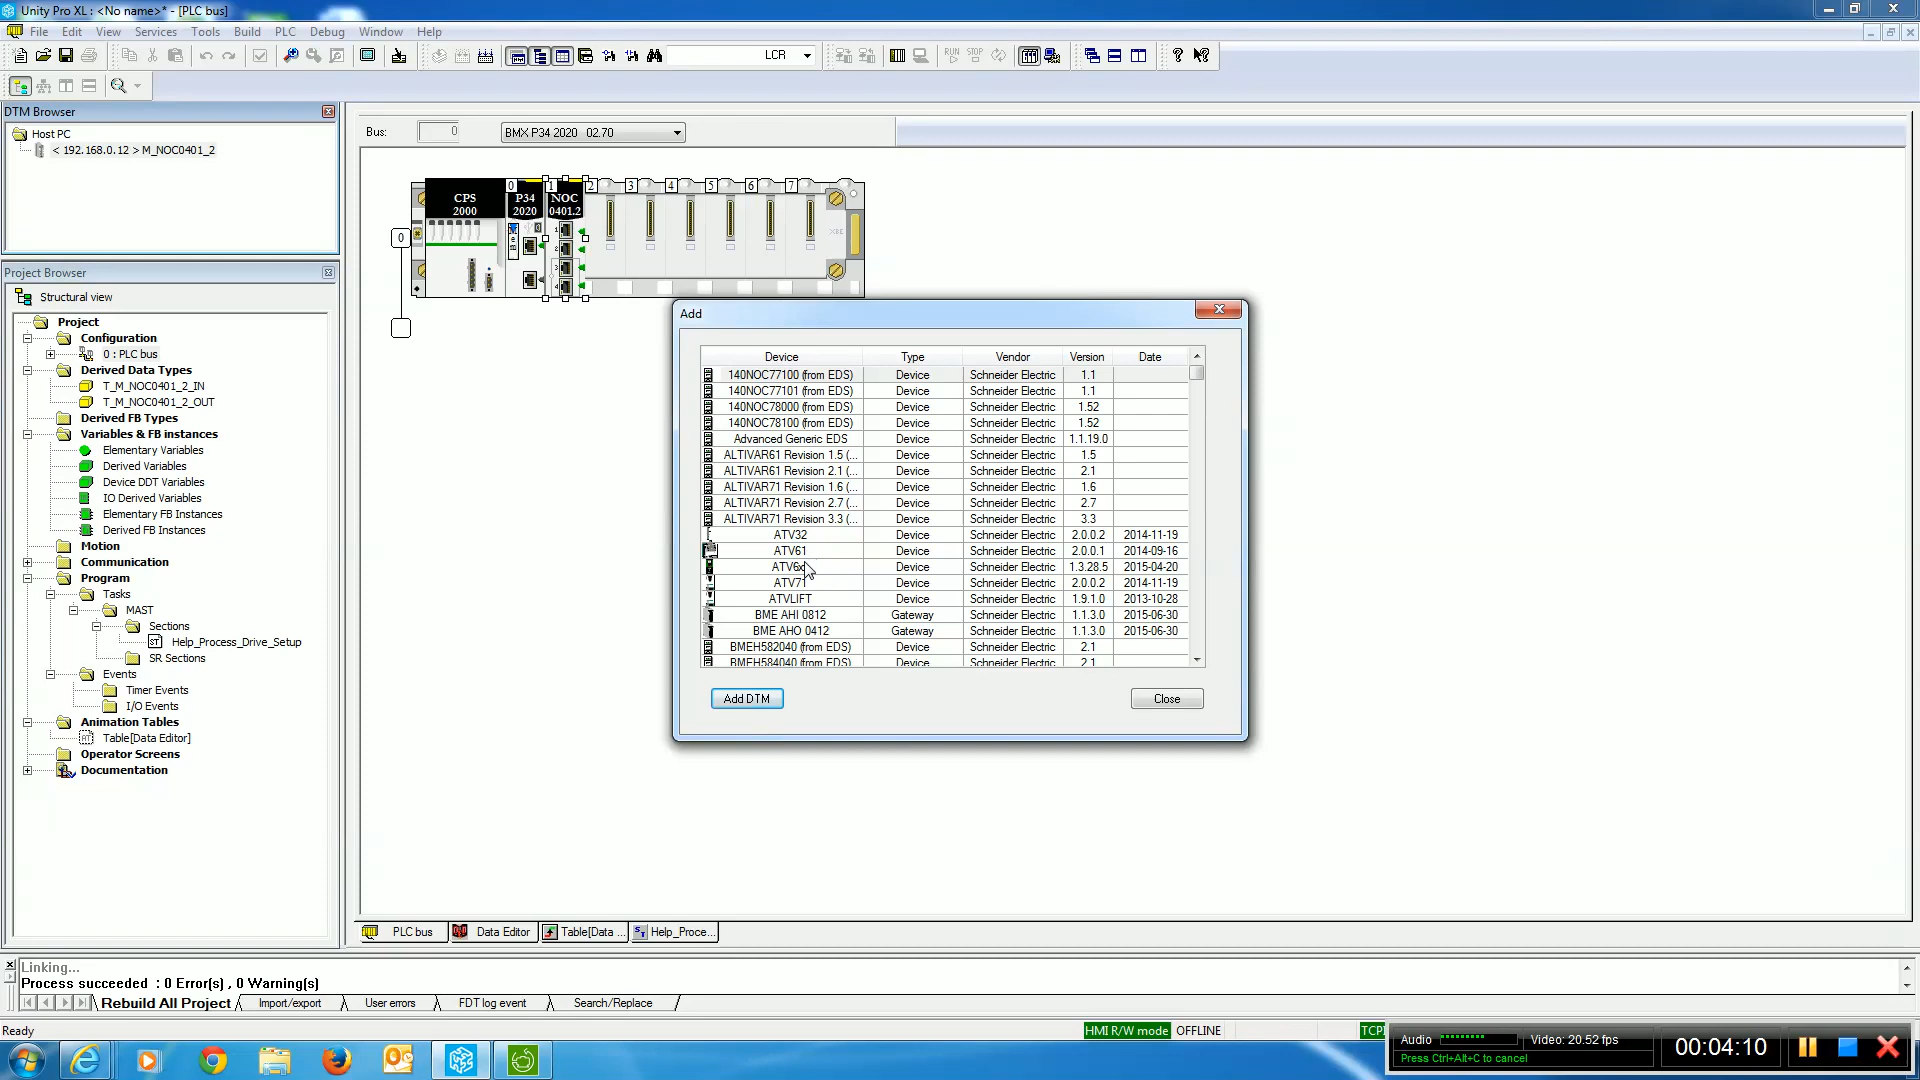 Unity Pro XL : <No name>* - [PLC bus]
File Edit View Services Tools Build PLC Debug Window Help
LCR
RUN STOP
DTM Browser
Host PC
< 192.168.0.12 > M_NOC0401_2
Bus: 0 BMX P34 2020 02.70
0 1 2 3 4 5 6 7
CPS 2000
P34 2020
NOC 0401.2
0
Project Browser
Structural view
Project
Configuration
0 : PLC bus
Derived Data Types
T_M_NOC0401_2_IN
T_M_NOC0401_2_OUT
Derived FB Types
Variables & FB instances
Elementary Variables
Derived Variables
Device DDT Variables
IO Derived Variables
Elementary FB Instances
Derived FB Instances
Motion
Communication
Program
Tasks
MAST
Sections
Help_Process_Drive_Setup
SR Sections
Events
Timer Events
I/O Events
Animation Tables
Table[Data Editor]
Operator Screens
Documentation
Add
Device Type Vendor Version Date
140NOC77100 (from EDS) Device Schneider Electric 1.1
140NOC77101 (from EDS) Device Schneider Electric 1.1
140NOC78000 (from EDS) Device Schneider Electric 1.52
140NOC78100 (from EDS) Device Schneider Electric 1.52
Advanced Generic EDS Device Schneider Electric 1.1.19.0
ALTIVAR61 Revision 1.5 (... Device Schneider Electric 1.5
ALTIVAR61 Revision 2.1 (... Device Schneider Electric 2.1
ALTIVAR71 Revision 1.6 (... Device Schneider Electric 1.6
ALTIVAR71 Revision 2.7 (... Device Schneider Electric 2.7
ALTIVAR71 Revision 3.3 (... Device Schneider Electric 3.3
ATV32 Device Schneider Electric 2.0.0.2 2014-11-19
ATV61 Device Schneider Electric 2.0.0.1 2014-09-16
ATV6x Device Schneider Electric 1.3.28.5 2015-04-20
ATV71 Device Schneider Electric 2.0.0.2 2014-11-19
ATVLIFT Device Schneider Electric 1.9.1.0 2013-10-28
BME AHI 0812 Gateway Schneider Electric 1.1.3.0 2015-06-30
BME AHO 0412 Gateway Schneider Electric 1.1.3.0 2015-06-30
BMEH582040 (from EDS) Device Schneider Electric 2.1
BMEH584040 (from EDS) Device Schneider Electric 2.1
Add DTM Close
PLC bus Data Editor Table[Data ... Help_Proce...
Linking...
Process succeeded : 0 Error(s) , 0 Warning(s)
Rebuild All Project Import/export User errors FDT log event Search/Replace
Ready HMI R/W mode OFFLINE
Audio Video: 20.52 fps
Press Ctrl+Alt+C to cancel
00:04:10